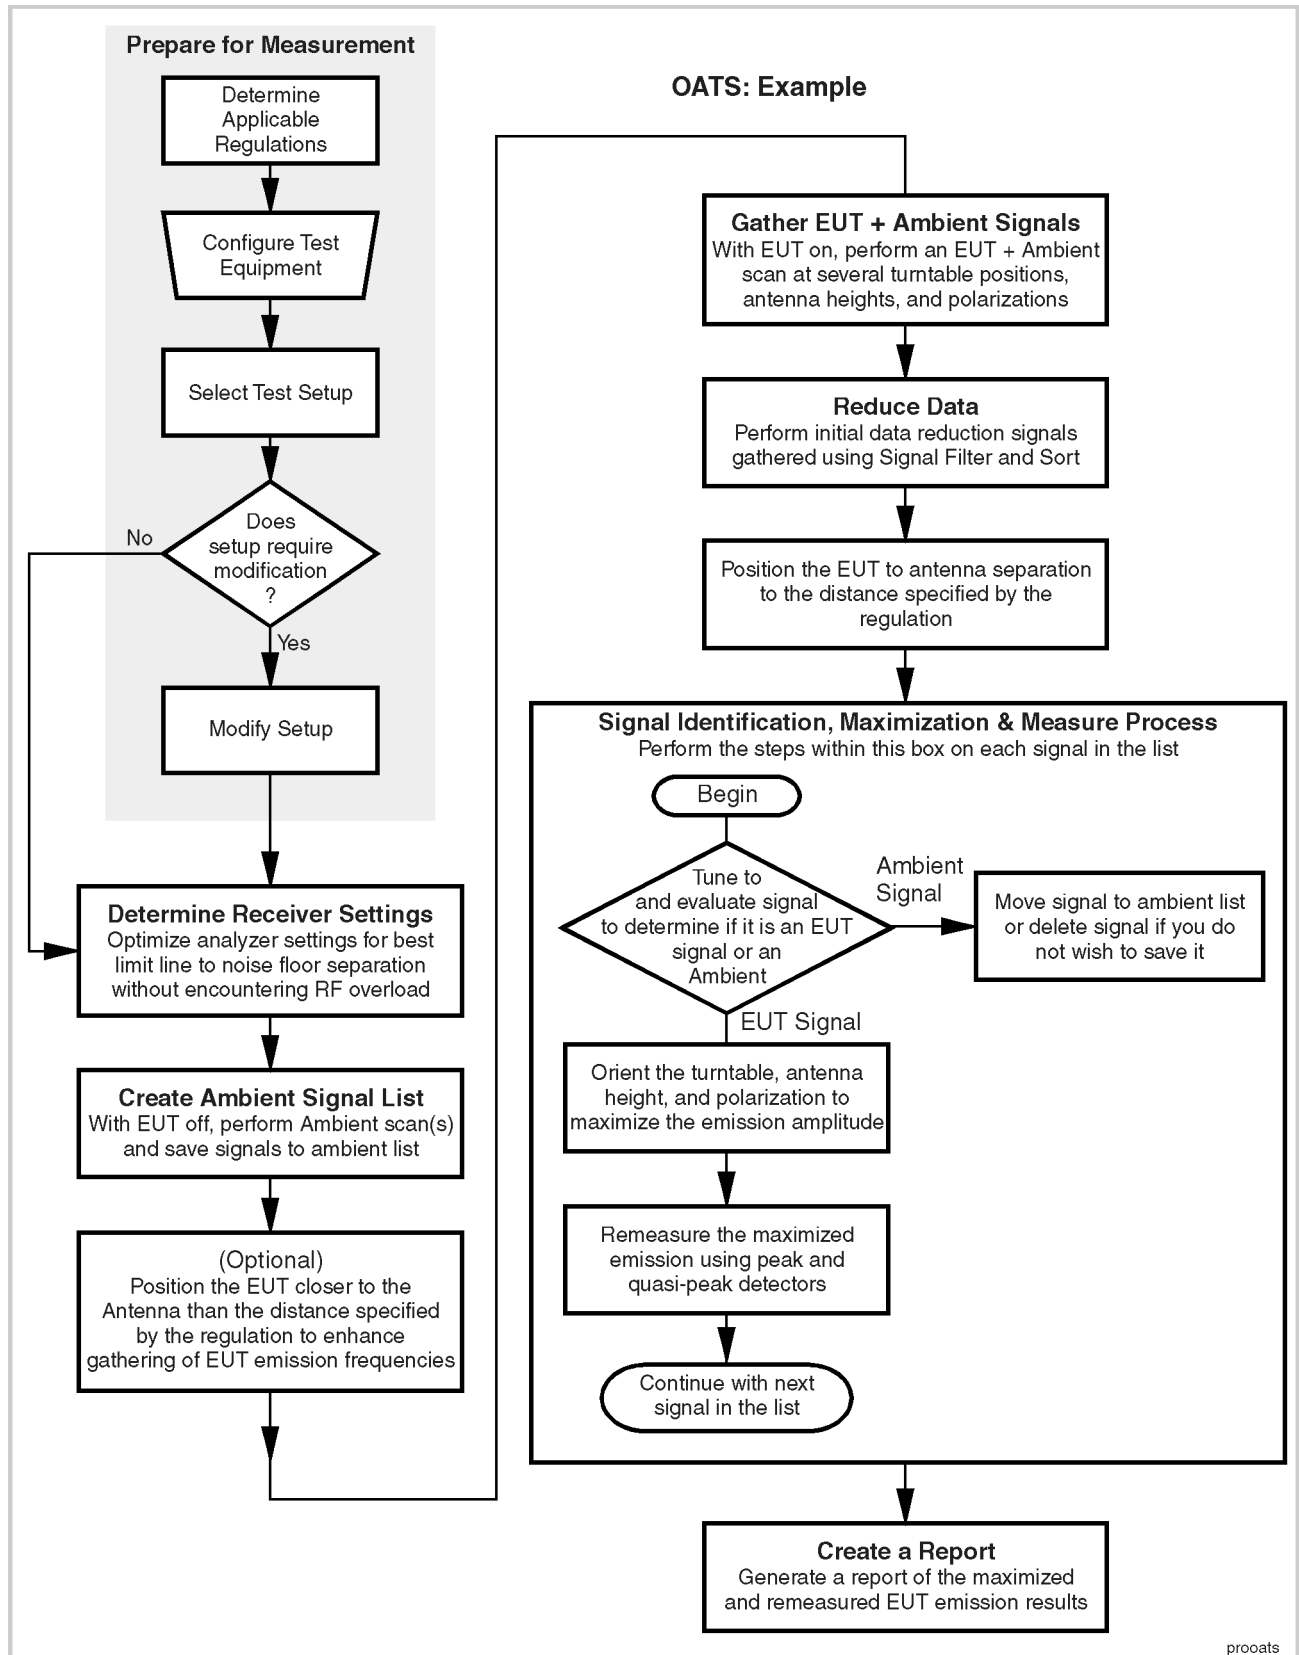 Prepare for Measurement
Determine
Applicable
Regulations
Configure Test
Equipment
Select Test Setup
Does
setup require
modification
?
No
Yes
Modify Setup
Determine Receiver Settings
Optimize analyzer settings for best
limit line to noise floor separation
without encountering RF overload
Create Ambient Signal List
With EUT off, perform Ambient scan(s)
and save signals to ambient list
(Optional)
Position the EUT closer to the
Antenna than the distance specified
by the regulation to enhance
gathering of EUT emission frequencies
OATS: Example
Gather EUT + Ambient Signals
With EUT on, perform an EUT + Ambient
scan at several turntable positions,
antenna heights, and polarizations
Reduce Data
Perform initial data reduction signals
gathered using Signal Filter and Sort
Position the EUT to antenna separation
to the distance specified by the
regulation
Signal Identification, Maximization & Measure Process
Perform the steps within this box on each signal in the list
Begin
Tune to
and evaluate signal
to determine if it is an EUT
signal or an
Ambient
Ambient
Signal
Move signal to ambient list
or delete signal if you do
not wish to save it
EUT Signal
Orient the turntable, antenna
height, and polarization to
maximize the emission amplitude
Remeasure the maximized
emission using peak and
quasi-peak detectors
Continue with next
signal in the list
Create a Report
Generate a report of the maximized
and remeasured EUT emission results
prooats